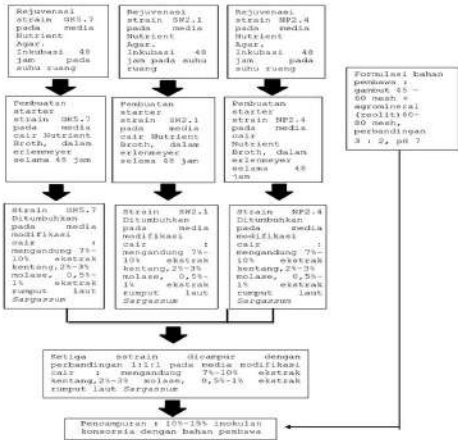 Rejuvenasi
strain SM5.7
pada media
Nutrient
Agar.
Inkubasi 48
jam pada
suhu ruang
Rejuvenasi
strain SW2.1
pada media
Nutrient
Agar.
Inkubasi 48
jam pada suhu
ruang
Rejuvenasi
strain NP2.4
pada media
Nutrient
Agar.
Inkubasi 48
jam pada
suhu ruang
Formulasi bahan
pembawa :
gambut 45 -
60 mesh +
agromineral
(zeolit)60-
80 mesh,
perbandingan
3 : 2, pH 7
Pembuatan
starter
strain SM5.7
pada media
cair Nutrient
Broth, dalam
erlenmeyer
selama 48 jam
Pembuatan
starter
strain SW2.1
pada media
cair Nutrient
Broth, dalam
erlenmeyer
selama 48 jam
Pembuatan
starter
strain NP2.4
pada media
cair
Nutrient
Broth, dalam
erlenmeyer
selama 48
jam
Strain SM5.7
Ditumbuhkan
pada media
modifikasi
cair :
mengandung 7%-
10% ekstrak
kentang,2%-3%
molase, 0,5%-
1% ekstrak
rumput laut
Sargassum
Strain SW2.1
Ditumbuhkan
pada media
modifikasi
cair :
mengandung 7%-
10% ekstrak
kentang,2%-3%
molase, 0,5%-
1% ekstrak
rumput laut
Sargassum
Strain NP2.4
Ditumbuhkan
pada media
modifikasi
cair :
mengandung 7%-
10% ekstrak
kentang,2%-3%
molase, 0,5%-
1% ekstrak
rumput laut
Sargassum
Setiga strain dicampur dengan
perbandingan 1:1:1 pada media modifikasi
cair : mengandung 7%-10% ekstrak
kentang,2%-3% molase, 0,5%-1% ekstrak
rumput laut Sargassum
Pencampuran : 10%-15% inokulan
konsorsia dengan bahan pembawa